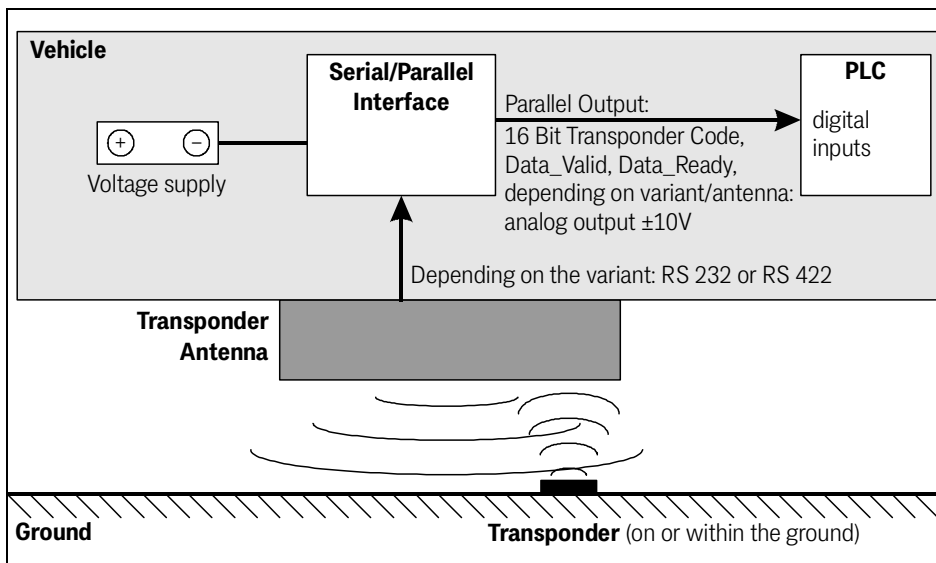 Vehicle
Serial/Parallel
Interface
PLC
digital
inputs
Parallel Output:
16 Bit Transponder Code,
Data_Valid, Data_Ready,
depending on variant/antenna:
analog output ±10V
+ −
Voltage supply
Depending on the variant: RS 232 or RS 422
Transponder
Antenna
Ground
Transponder (on or within the ground)